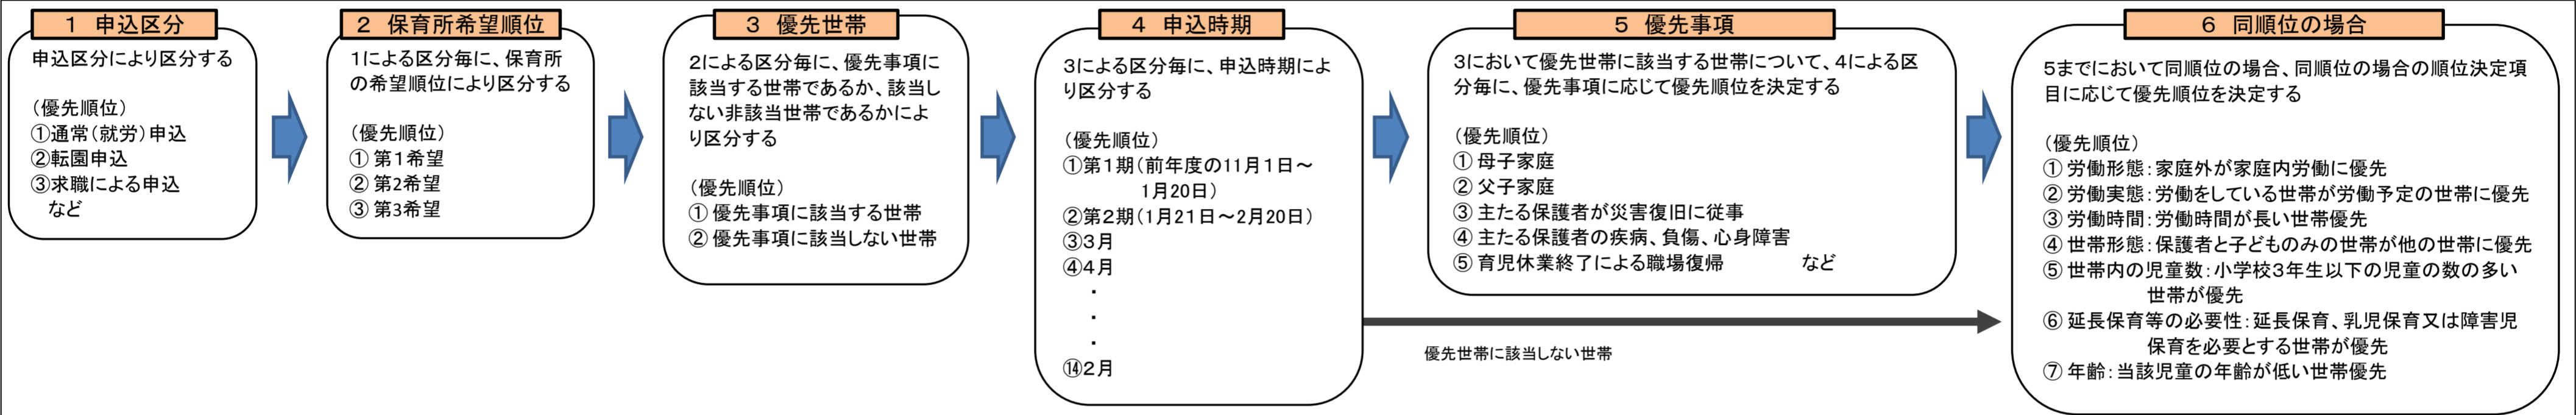 1 申込区分
申込区分により区分する
（優先順位）
①通常（就労）申込
②転園申込
③求職による申込
など
2 保育所希望順位
1による区分毎に、保育所
の希望順位により区分する
（優先順位）
① 第1希望
② 第2希望
③ 第3希望
3 優先世帯
2による区分毎に、優先事項に
該当する世帯であるか、該当し
ない非該当世帯であるかによ
り区分する
（優先順位）
① 優先事項に該当する世帯
② 優先事項に該当しない世帯
4 申込時期
3による区分毎に、申込時期によ
り区分する
（優先順位）
①第1期（前年度の11月1日～
1月20日）
②第2期（1月21日～2月20日）
③3月
④4月
・
・
・
⑭2月
5 優先事項
3において優先世帯に該当する世帯について、4による区
分毎に、優先事項に応じて優先順位を決定する
（優先順位）
① 母子家庭
② 父子家庭
③ 主たる保護者が災害復旧に従事
④ 主たる保護者の疾病、負傷、心身障害
⑤ 育児休業終了による職場復帰 など
優先世帯に該当しない世帯
6 同順位の場合
5までにおいて同順位の場合、同順位の場合の順位決定項
目に応じて優先順位を決定する
（優先順位）
① 労働形態：家庭外が家庭内労働に優先
② 労働実態：労働をしている世帯が労働予定の世帯に優先
③ 労働時間：労働時間が長い世帯優先
④ 世帯形態：保護者と子どものみの世帯が他の世帯に優先
⑤ 世帯内の児童数：小学校3年生以下の児童の数の多い
世帯が優先
⑥ 延長保育等の必要性：延長保育、乳児保育又は障害児
保育を必要とする世帯が優先
⑦ 年齢：当該児童の年齢が低い世帯優先